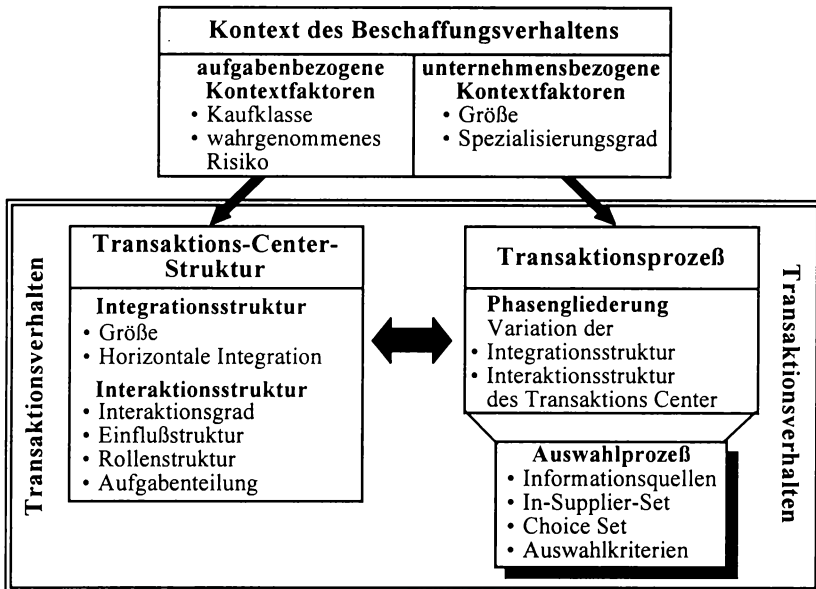 Kontext des Beschaffungsverhaltens
aufgabenbezogene
Kontextfaktoren
• Kaufklasse
• wahrgenommenes
Risiko
unternehmensbezogene
Kontextfaktoren
• Größe
• Spezialisierungsgrad
Transaktionsverhalten
Transaktions-Center-
Struktur
Integrationsstruktur
• Größe
• Horizontale Integration
Interaktionsstruktur
• Interaktionsgrad
• Einflußstruktur
• Rollenstruktur
• Aufgabenteilung
Transaktionsprozeß
Phasengliederung
Variation der
• Integrationsstruktur
• Interaktionsstruktur
des Transaktions Center
Auswahlprozeß
• Informationsquellen
• In-Supplier-Set
• Choice Set
• Auswahlkriterien
Transaktionsverhalten